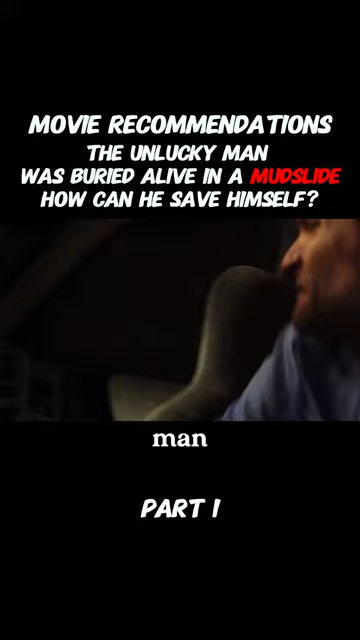 MOVIE RECOMMENDATIONS
THE UNLUCKY MAN
WAS BURIED ALIVE IN A MUDSLIDE
HOW CAN HE SAVE HIMSELF?
man
PART 1